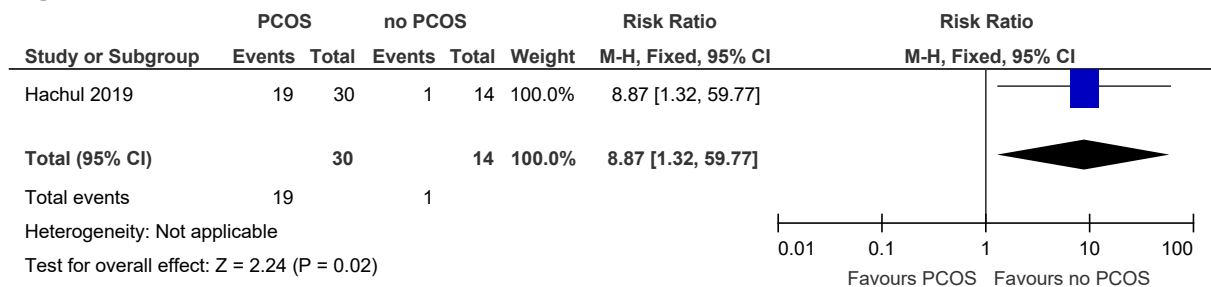 PCOS no PCOS Risk Ratio Risk Ratio
Study or Subgroup Events Total Events Total Weight M-H, Fixed, 95% CI M-H, Fixed, 95% CI
Hachul 2019 19 30 1 14 100.0% 8.87 [1.32, 59.77]
Total (95% CI) 30 14 100.0% 8.87 [1.32, 59.77]
Total events 19 1
Heterogeneity: Not applicable
Test for overall effect: Z = 2.24 (P = 0.02)
0.01 0.1 1 10 100
Favours PCOS Favours no PCOS